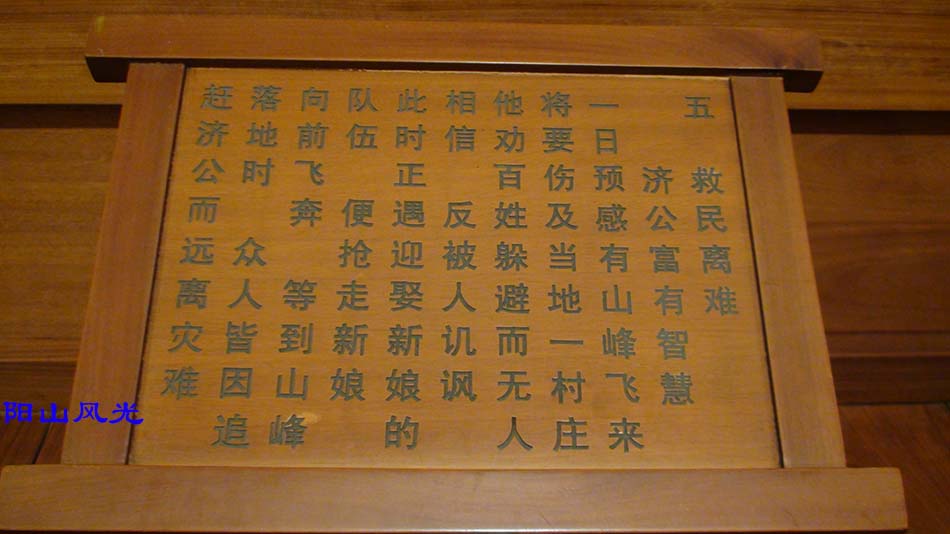 五 救民离难
济公富有智慧
一日 预感有山峰飞来
将要伤及当地一村庄
他劝百姓躲避而无人
相信 反被人讥讽
此时正遇迎娶新娘的
队伍 便抢走新娘
向前飞奔 等到山峰
落地时 众人皆因追
赶济公而远离灾难
阳山风光